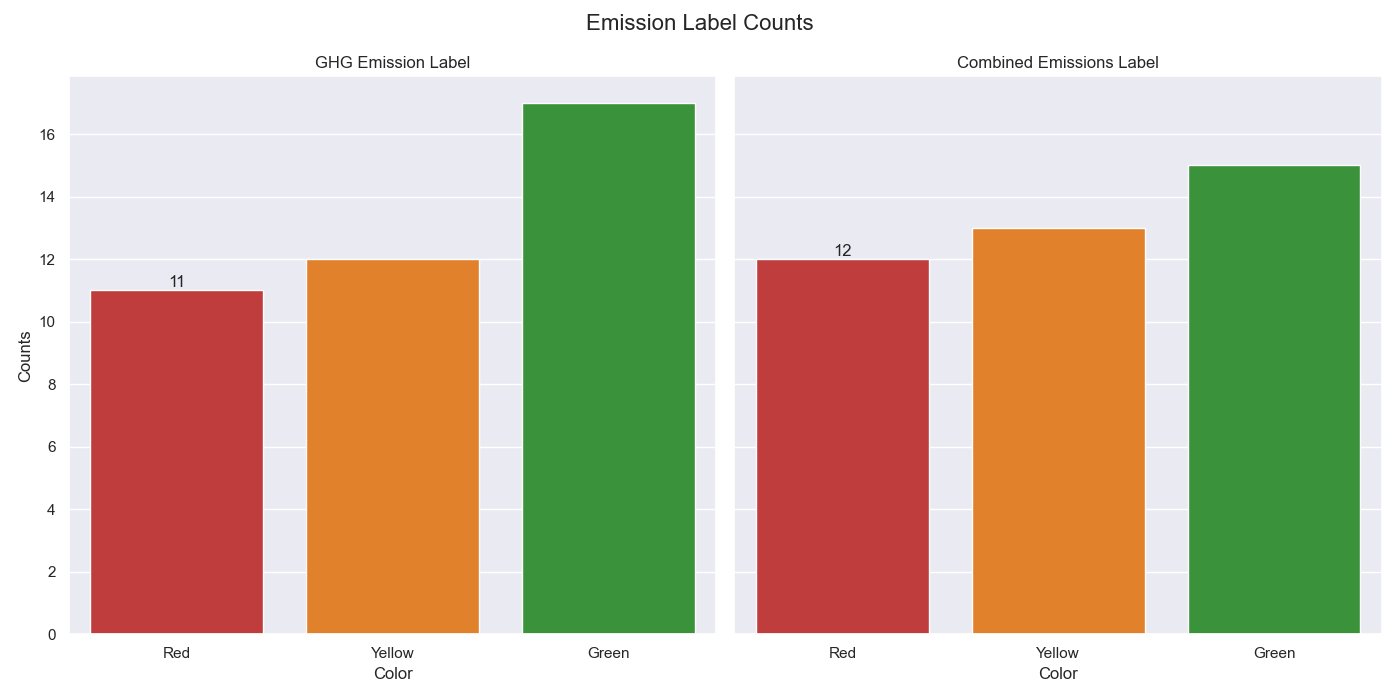 Emission Label Counts
GHG Emission Label
Counts
16
14
12
10
8
6
4
2
0
11
Red
Yellow
Green
Color
Combined Emissions Label
12
Red
Yellow
Green
Color